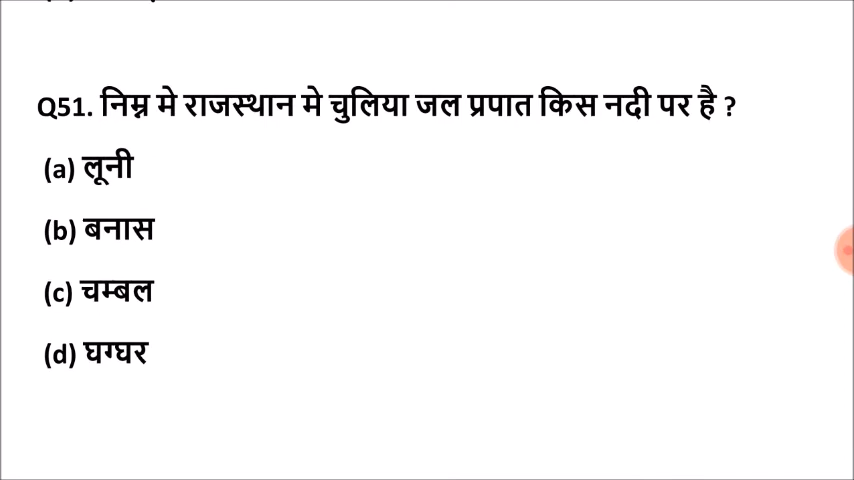 Q51. निम्न मे राजस्थान मे चुलिया जल प्रपात किस नदी पर है ?
(a) लूनी
(b) बनास
(c) चम्बल
(d) घग्घर